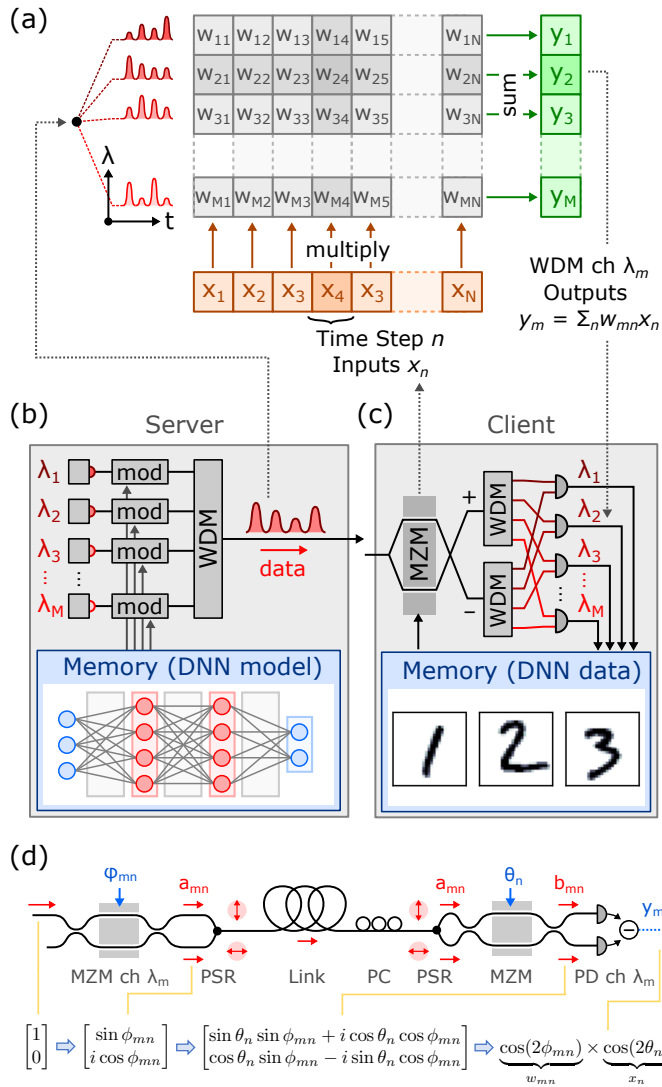 (a)
w11 w12 w13 w14 w15 w1N y1
w21 w22 w23 w24 w25 w2N y2
w31 w32 w33 w34 w35 w3N y3
sum
λ
t
wM1 wM2 wM3 wM4 wM5 wMN yM
multiply
x1 x2 x3 x4 x3 xN
Time Step n
Inputs xn
WDM ch λm
Outputs
ym = Σn wmn xn
(b) Server
λ1 mod
λ2 mod
λ3 mod
⋮ ⋮
λM mod
WDM
data
Memory (DNN model)
(c) Client
MZM
+
−
WDM
WDM
λ1
λ2
λ3
⋮ ⋮
λM
Memory (DNN data)
1 2 3
(d)
φmn amn amn θn bmn ym
−
MZM ch λm PSR Link PC PSR MZM PD ch λm
[1 0] ⇨ [sin ϕmn i cos ϕmn] ⇨ [sin θn sin ϕmn + i cos θn cos ϕmn cos θn sin ϕmn − i sin θn cos ϕmn] ⇨ cos(2ϕmn) × cos(2θn
wmn xn